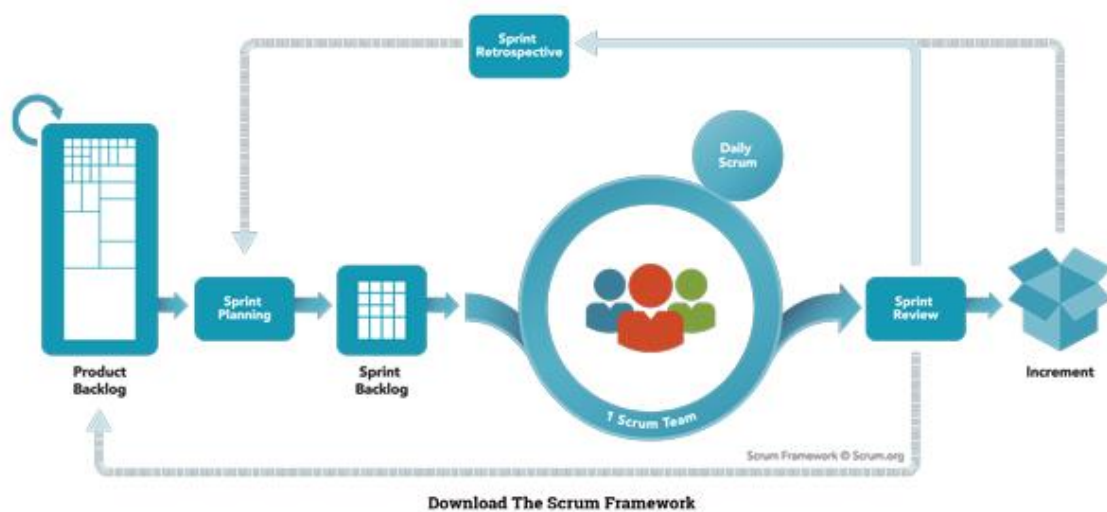 Sprint
Retrospective
Daily
Scrum
Sprint
Planning
Sprint
Review
Product
Backlog
Sprint
Backlog
1 Scrum Team
Increment
Scrum Framework © Scrum.org
Download The Scrum Framework